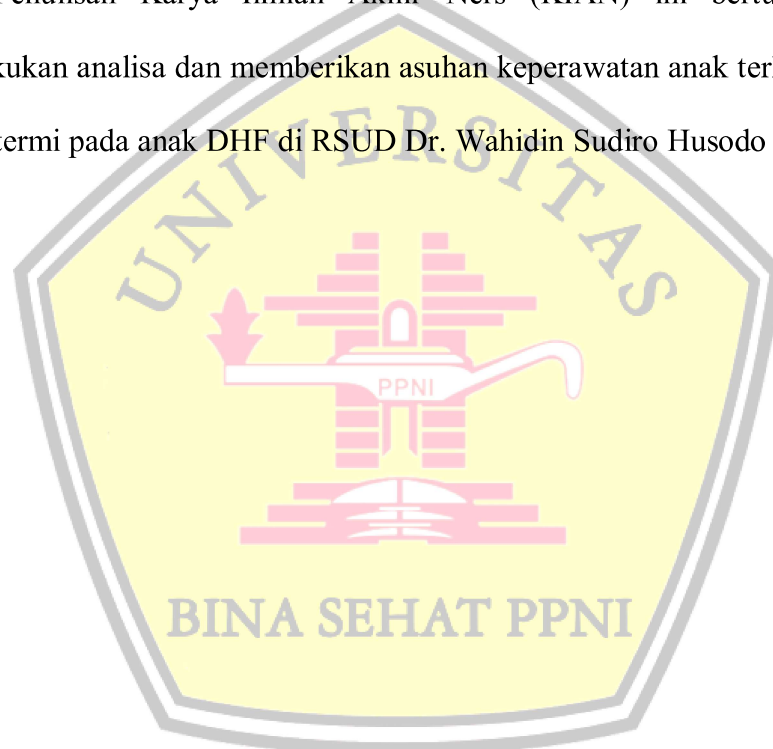 Penulisan Karya Ilmiah Akhir Ners (KIAN) ini
kukan analisa dan memberikan asuhan keperawatan anak
termi pada anak DHF di RSUD Dr. Wahidin Sudiro Husodo
UNIVERSITAS
PPNI
BINA SEHAT PPNI